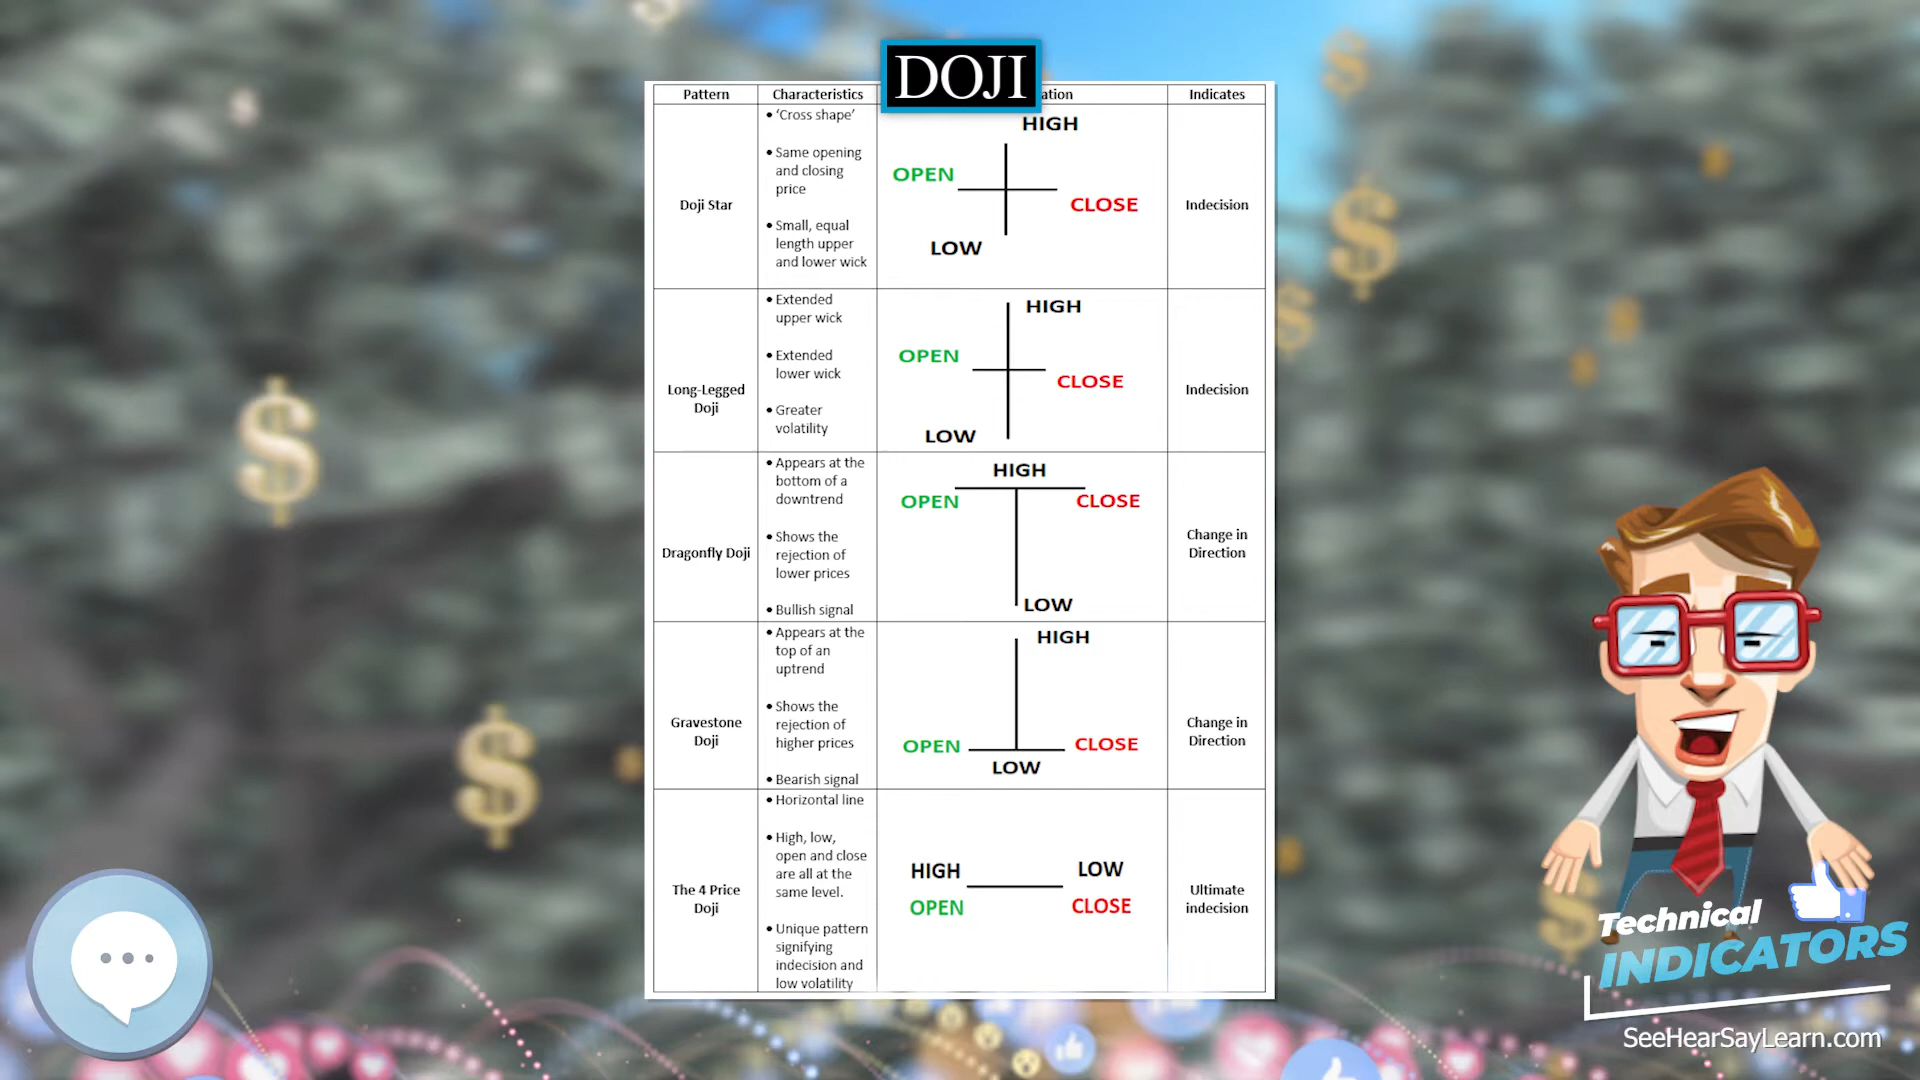 DOJI
Pattern
Characteristics
ation
Indicates
Doji Star
• ‘Cross shape’
• Same opening
and closing
price
• Small, equal
length upper
and lower wick
HIGH
OPEN
CLOSE
LOW
Indecision
Long-Legged
Doji
• Extended
upper wick
• Extended
lower wick
• Greater
volatility
HIGH
OPEN
CLOSE
LOW
Indecision
Dragonfly Doji
• Appears at the
bottom of a
downtrend
• Shows the
rejection of
lower prices
• Bullish signal
HIGH
OPEN
CLOSE
LOW
Change in
Direction
Gravestone
Doji
• Appears at the
top of an
uptrend
• Shows the
rejection of
higher prices
• Bearish signal
HIGH
OPEN
CLOSE
LOW
Change in
Direction
The 4 Price
Doji
• Horizontal line
• High, low,
open and close
are all at the
same level.
• Unique pattern
signifying
indecision and
low volatility
HIGH
LOW
OPEN
CLOSE
Ultimate
indecision
Technical
INDICATORS
SeeHearSayLearn.com